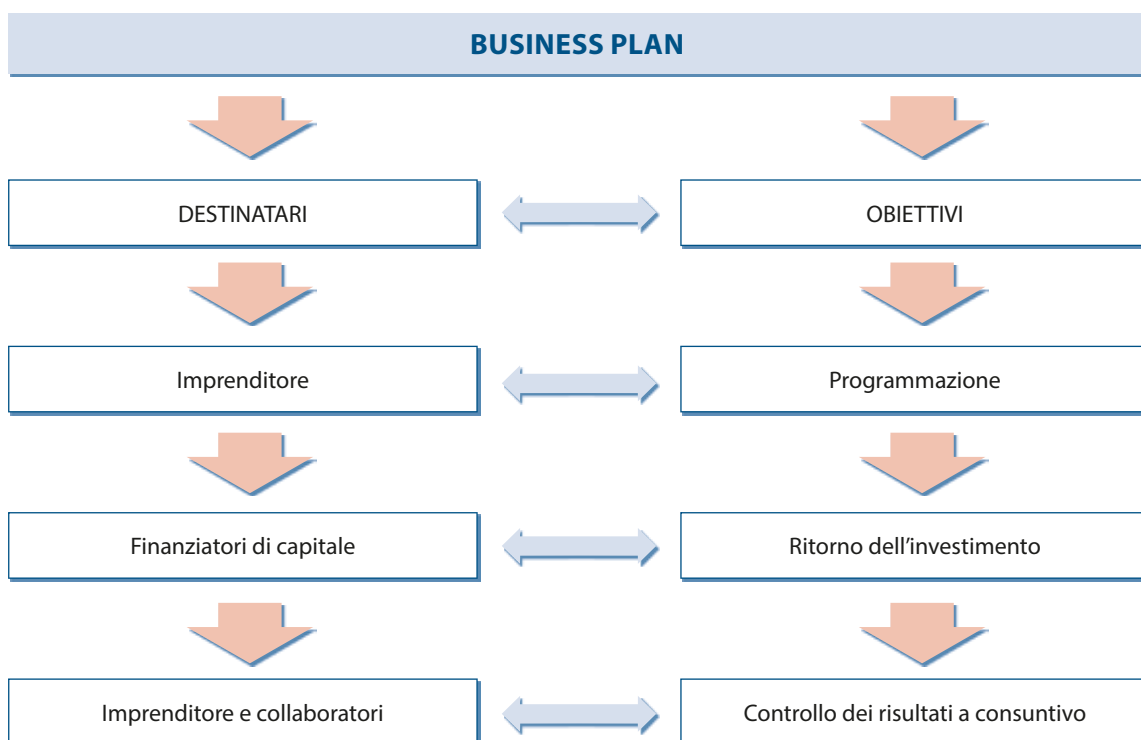 BUSINESS PLAN
DESTINATARI
OBIETTIVI
Imprenditore
Programmazione
Finanziatori di capitale
Ritorno dell’investimento
Imprenditore e collaboratori
Controllo dei risultati a consuntivo